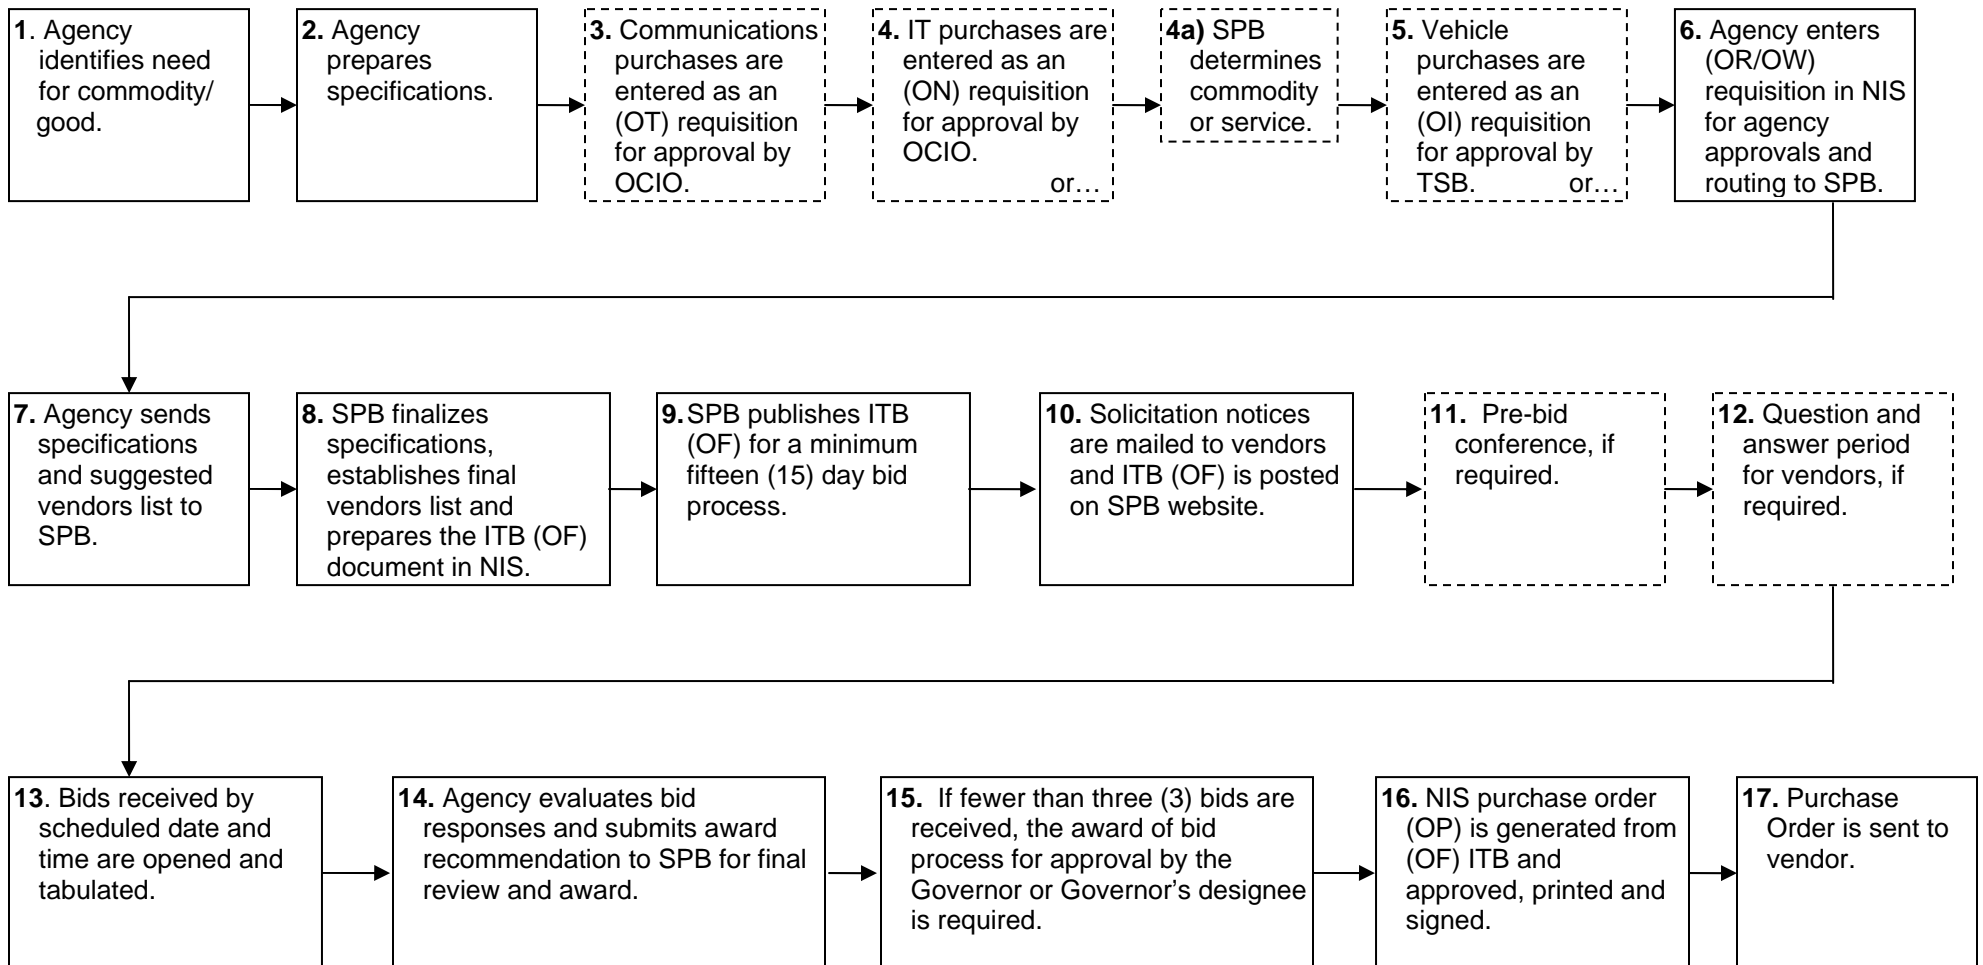 1. Agency
identifies need
for commodity/
good.
2. Agency
prepares
specifications.
3. Communications
purchases are
entered as an
(OT) requisition
for approval by
OCIO.
4. IT purchases are
entered as an
(ON) requisition
for approval by
OCIO.
or…
4a) SPB
determines
commodity
or service.
5. Vehicle
purchases are
entered as an
(OI) requisition
for approval by
TSB. or…
6. Agency enters
(OR/OW)
requisition in NIS
for agency
approvals and
routing to SPB.
7. Agency sends
specifications
and suggested
vendors list to
SPB.
8. SPB finalizes
specifications,
establishes final
vendors list and
prepares the ITB (OF)
document in NIS.
9. SPB publishes ITB
(OF) for a minimum
fifteen (15) day bid
process.
10. Solicitation notices
are mailed to vendors
and ITB (OF) is posted
on SPB website.
11. Pre-bid
conference, if
required.
12. Question and
answer period
for vendors, if
required.
13. Bids received by
scheduled date and
time are opened and
tabulated.
14. Agency evaluates bid
responses and submits award
recommendation to SPB for final
review and award.
15. If fewer than three (3) bids are
received, the award of bid
process for approval by the
Governor or Governor’s designee
is required.
16. NIS purchase order
(OP) is generated from
(OF) ITB and
approved, printed and
signed.
17. Purchase
Order is sent to
vendor.